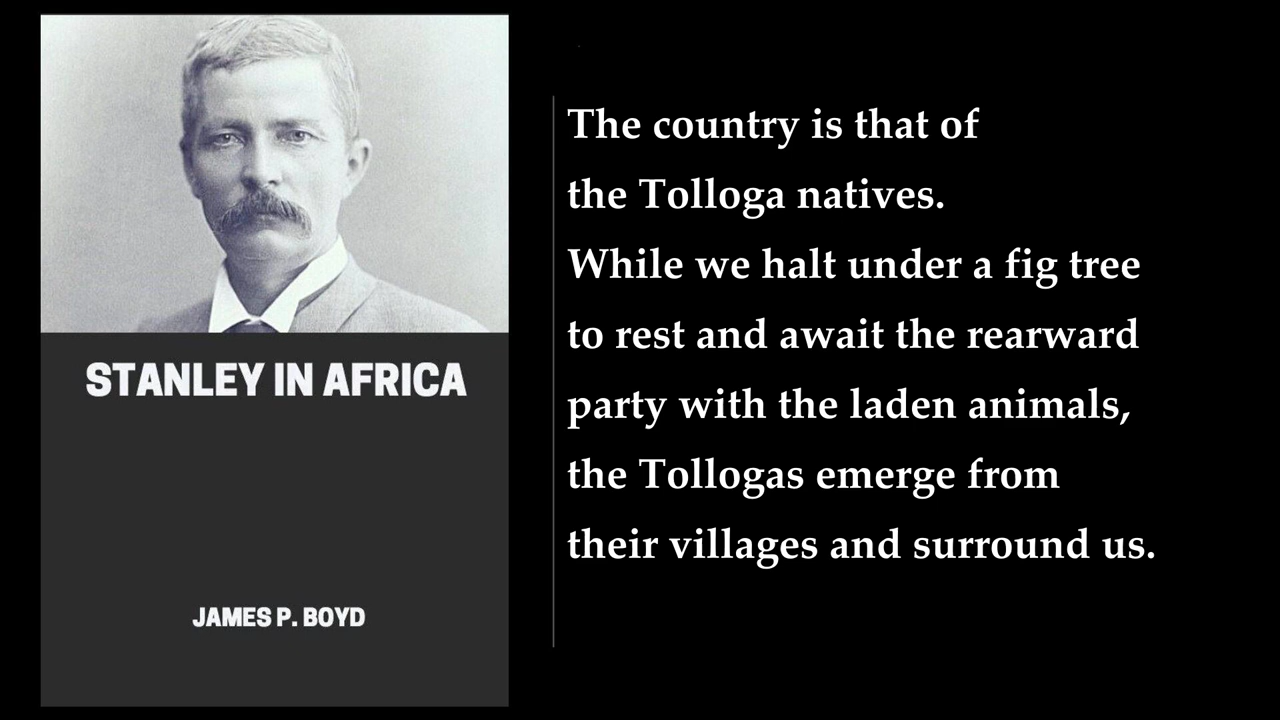 STANLEY IN AFRICA
JAMES P. BOYD
The country is that of
the Tolloga natives.
While we halt under a fig tree
to rest and await the rearward
party with the laden animals,
the Tollogas emerge from
their villages and surround us.